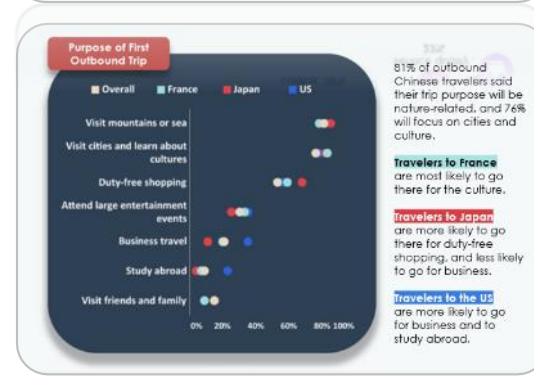 Purpose of First
Outbound Trip
Overall France Japan US
Visit mountains or sea
Visit cities and learn about
cultures
Duty-free shopping
Attend large entertainment
events
Business travel
Study abroad
Visit friends and family
0% 20% 40% 60% 80% 100%
81% of outbound
Chinese travelers said
their trip purpose will be
nature-related, and 76%
will focus on cities and
culture.
Travelers to France
are most likely to go
there for the culture.
Travelers to Japan
are more likely to go
there for duty-free
shopping, and less likely
to go for business.
Travelers to the US
are more likely to go
for business and to
study abroad.